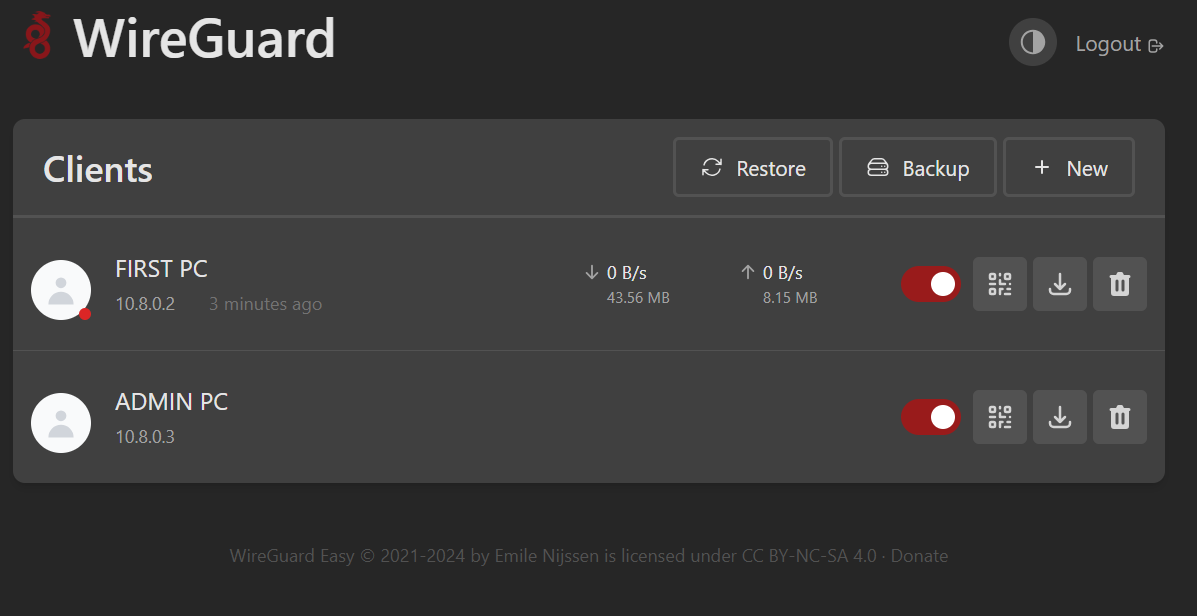 WireGuard
Logout
Clients
Restore
Backup
New
FIRST PC
10.8.0.2 3 minutes ago
↓ 0 B/s
43.56 MB
↑ 0 B/s
8.15 MB
ADMIN PC
10.8.0.3
WireGuard Easy © 2021-2024 by Emile Nijssen is licensed under CC BY-NC-SA 4.0 · Donate